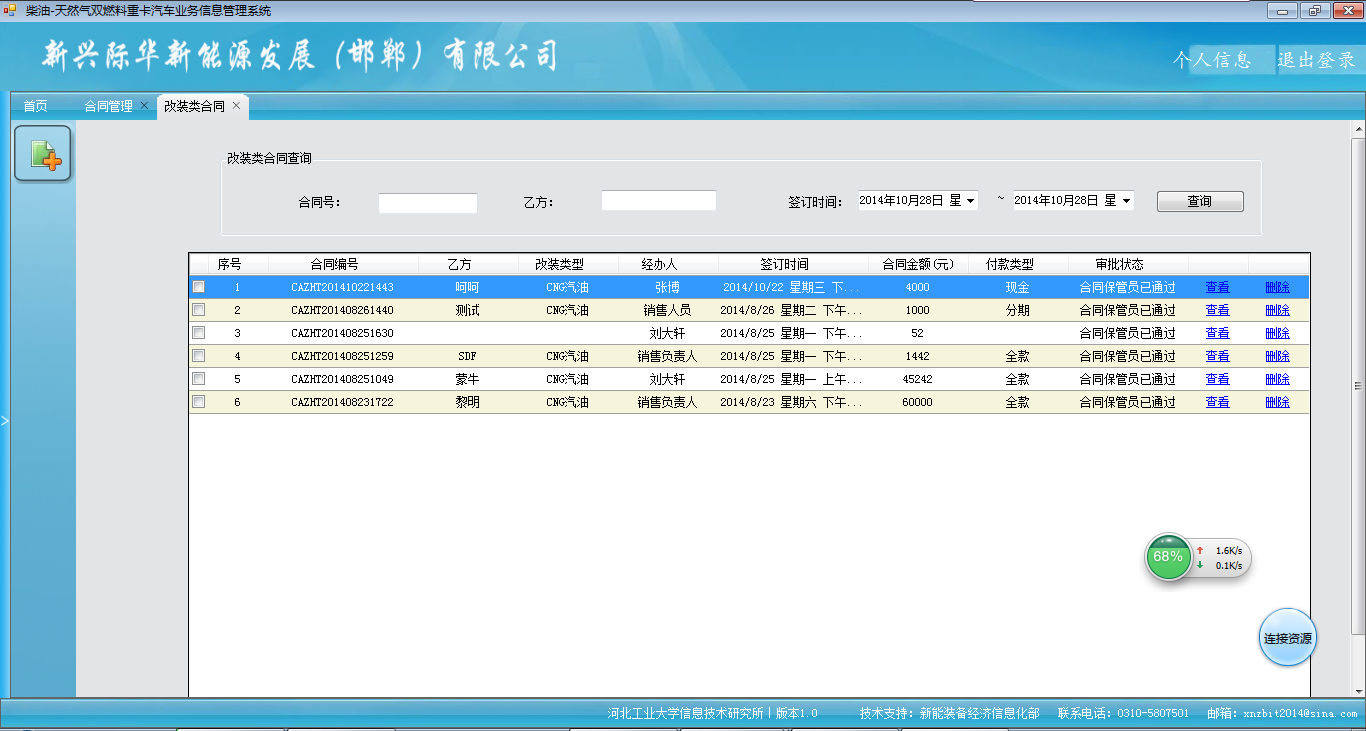 柴油-天然气双燃料重卡汽车业务信息管理系统
新兴际华新能源发展（邯郸）有限公司
个人信息 退出登录
首页 合同管理 × 改装类合同 ×
改装类合同查询
合同号: 乙方: 签订时间: 2014年10月28日 星 ~ 2014年10月28日 星 查询
序号 合同编号 乙方 改装类型 经办人 签订时间 合同金额(元) 付款类型 审批状态
1 CAZHT201410221443 呵呵 CNG汽油 张博 2014/10/22 星期三 下... 4000 现金 合同保管员已通过 查看 删除
2 CAZHT201408261440 测试 CNG汽油 销售人员 2014/8/26 星期二 下午... 1000 分期 合同保管员已通过 查看 删除
3 CAZHT201408251630 刘大轩 2014/8/25 星期一 下午... 52 合同保管员已通过 查看 删除
4 CAZHT201408251259 SDF CNG汽油 销售负责人 2014/8/25 星期一 下午... 1442 全款 合同保管员已通过 查看 删除
5 CAZHT201408251049 蒙牛 CNG汽油 刘大轩 2014/8/25 星期一 上午... 45242 全款 合同保管员已通过 查看 删除
6 CAZHT201408231722 黎明 CNG汽油 销售负责人 2014/8/23 星期六 下午... 60000 全款 合同保管员已通过 查看 删除
68% ↑ 1.6K/s
↓ 0.1K/s
连接资源
河北工业大学信息技术研究所｜版本1.0 技术支持: 新能装备经济信息化部 联系电话: 0310-5807501 邮箱: xnzbit2014@sina.com